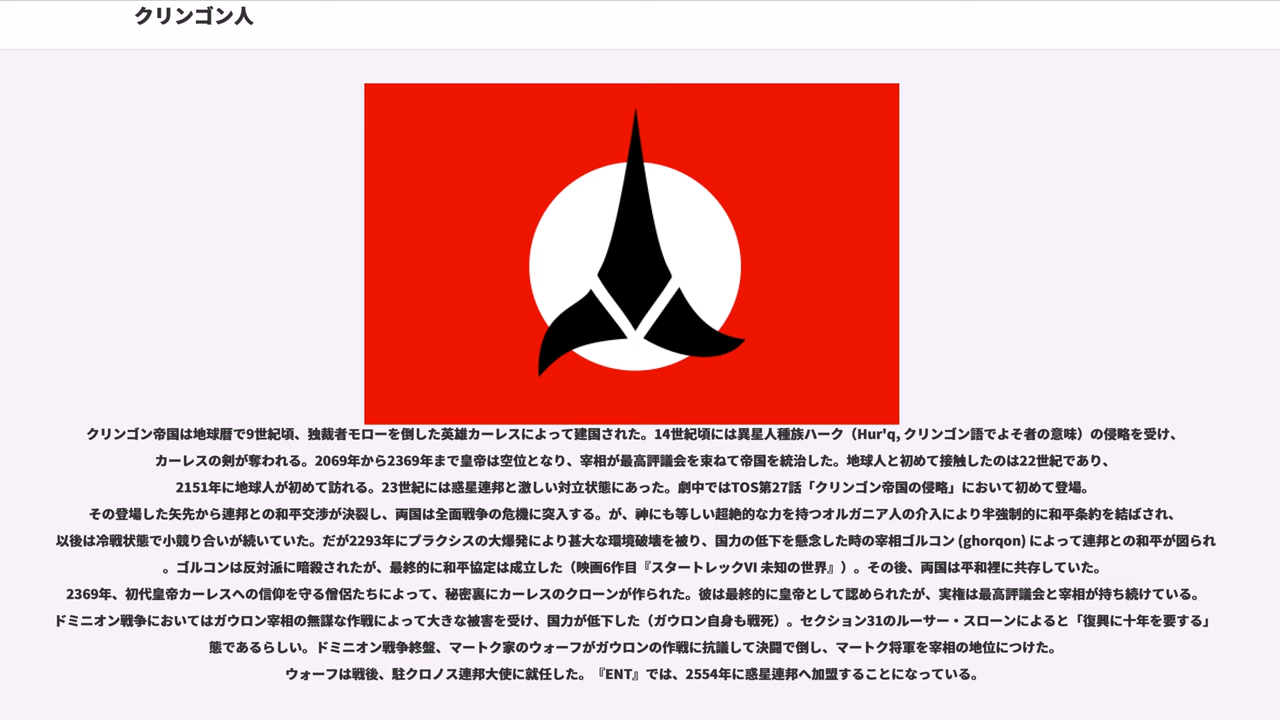 クリンゴン人
クリンゴン帝国は地球暦で9世紀頃、独裁者モローを倒した英雄カーレスによって建国された。14世紀頃には異星人種族ハーク（Hur'q, クリンゴン語でよそ者の意味）の侵略を受け、
カーレスの剣が奪われる。2069年から2369年まで皇帝は空位となり、宰相が最高評議会を束ねて帝国を統治した。地球人と初めて接触したのは22世紀であり、
2151年に地球人が初めて訪れる。23世紀には惑星連邦と激しい対立状態にあった。劇中ではTOS第27話「クリンゴン帝国の侵略」において初めて登場。
その登場した矢先から連邦との和平交渉が決裂し、両国は全面戦争の危機に突入する。が、神にも等しい超絶的な力を持つオルガニア人の介入により半強制的に和平条約を結ばされ、
以後は冷戦状態で小競り合いが続いていた。だが2293年にプラクシスの大爆発により甚大な環境破壊を被り、国力の低下を懸念した時の宰相ゴルコン (ghorqon) によって連邦との和平が図られ
。ゴルコンは反対派に暗殺されたが、最終的に和平協定は成立した（映画6作目『スタートレックVI 未知の世界』）。その後、両国は平和裡に共存していた。
2369年、初代皇帝カーレスへの信仰を守る僧侶たちによって、秘密裏にカーレスのクローンが作られた。彼は最終的に皇帝として認められたが、実権は最高評議会と宰相が持ち続けている。
ドミニオン戦争においてはガウロン宰相の無謀な作戦によって大きな被害を受け、国力が低下した（ガウロン自身も戦死）。セクション31のルーサー・スローンによると「復興に十年を要する」
態であるらしい。ドミニオン戦争終盤、マートク家のウォーフがガウロンの作戦に抗議して決闘で倒し、マートク将軍を宰相の地位につけた。
ウォーフは戦後、駐クロノス連邦大使に就任した。『ENT』では、2554年に惑星連邦へ加盟することになっている。